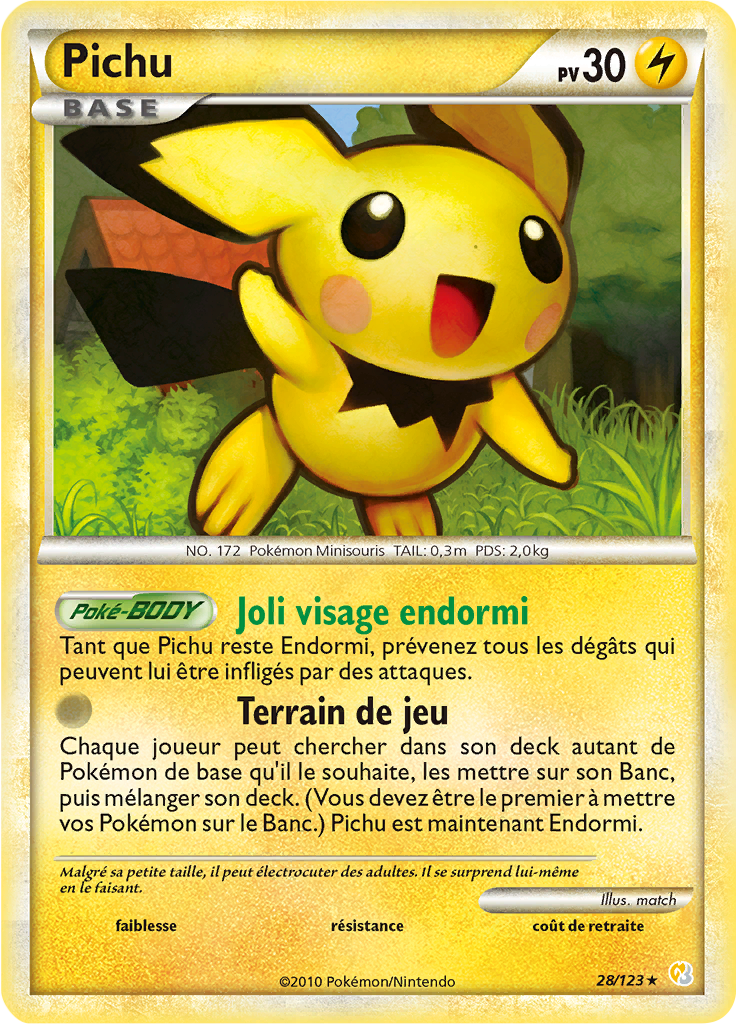 Pichu
PV 30
BASE
NO. 172 Pokémon Minisouris TAIL: 0,3m PDS: 2,0kg
Poké-BODY Joli visage endormi
Tant que Pichu reste Endormi, prévenez tous les dégâts qui
peuvent lui être infligés par des attaques.
Terrain de jeu
Chaque joueur peut chercher dans son deck autant de
Pokémon de base qu'il le souhaite, les mettre sur son Banc,
puis mélanger son deck. (Vous devez être le premier à mettre
vos Pokémon sur le Banc.) Pichu est maintenant Endormi.
Malgré sa petite taille, il peut électrocuter des adultes. Il se surprend lui-même
en le faisant.
Illus. match
faiblesse résistance coût de retraite
©2010 Pokémon/Nintendo 28/123 ★